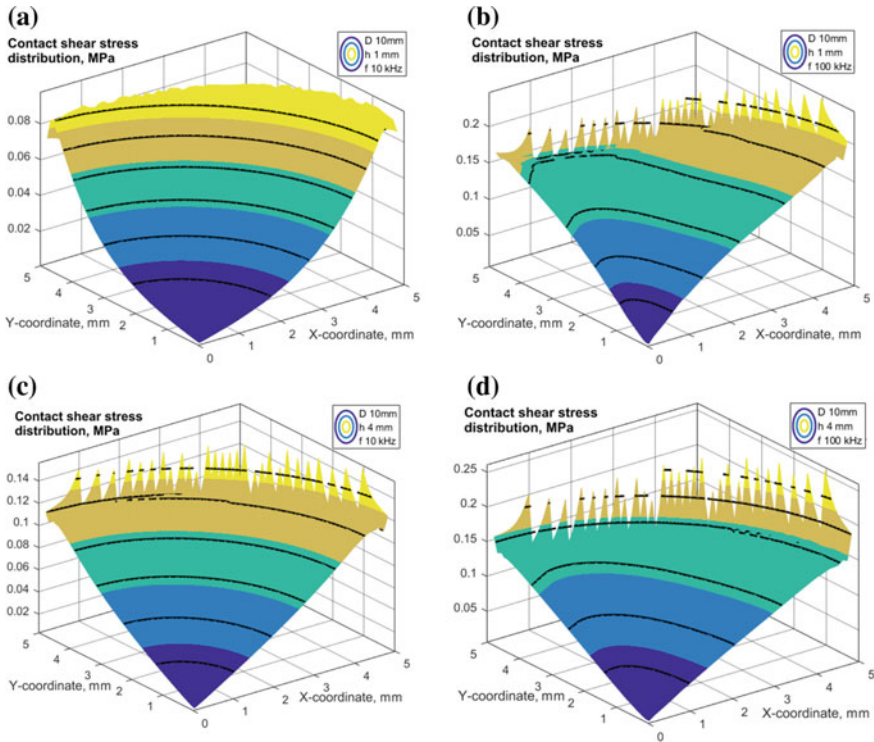 (a)
Contact shear stress
distribution, MPa
D 10mm
h 1 mm
f 10 kHz
0.08
0.06
0.04
0.02
5
4
3
2
1
0
Y-coordinate, mm
0
1
2
3
4
5
X-coordinate, mm
(b)
Contact shear stress
distribution, MPa
D 10mm
h 1 mm
f 100 kHz
0.2
0.15
0.1
0.05
5
4
3
2
1
Y-coordinate, mm
0
1
2
3
4
5
X-coordinate, mm
(c)
Contact shear stress
distribution, MPa
D 10mm
h 4 mm
f 10 kHz
0.14
0.12
0.1
0.08
0.06
0.04
0.02
5
4
3
2
1
Y-coordinate, mm
0
1
2
3
4
5
X-coordinate, mm
(d)
Contact shear stress
distribution, MPa
D 10mm
h 4 mm
f 100 kHz
0.25
0.2
0.15
0.1
0.05
5
4
3
2
1
Y-coordinate, mm
0
1
2
3
4
5
X-coordinate, mm